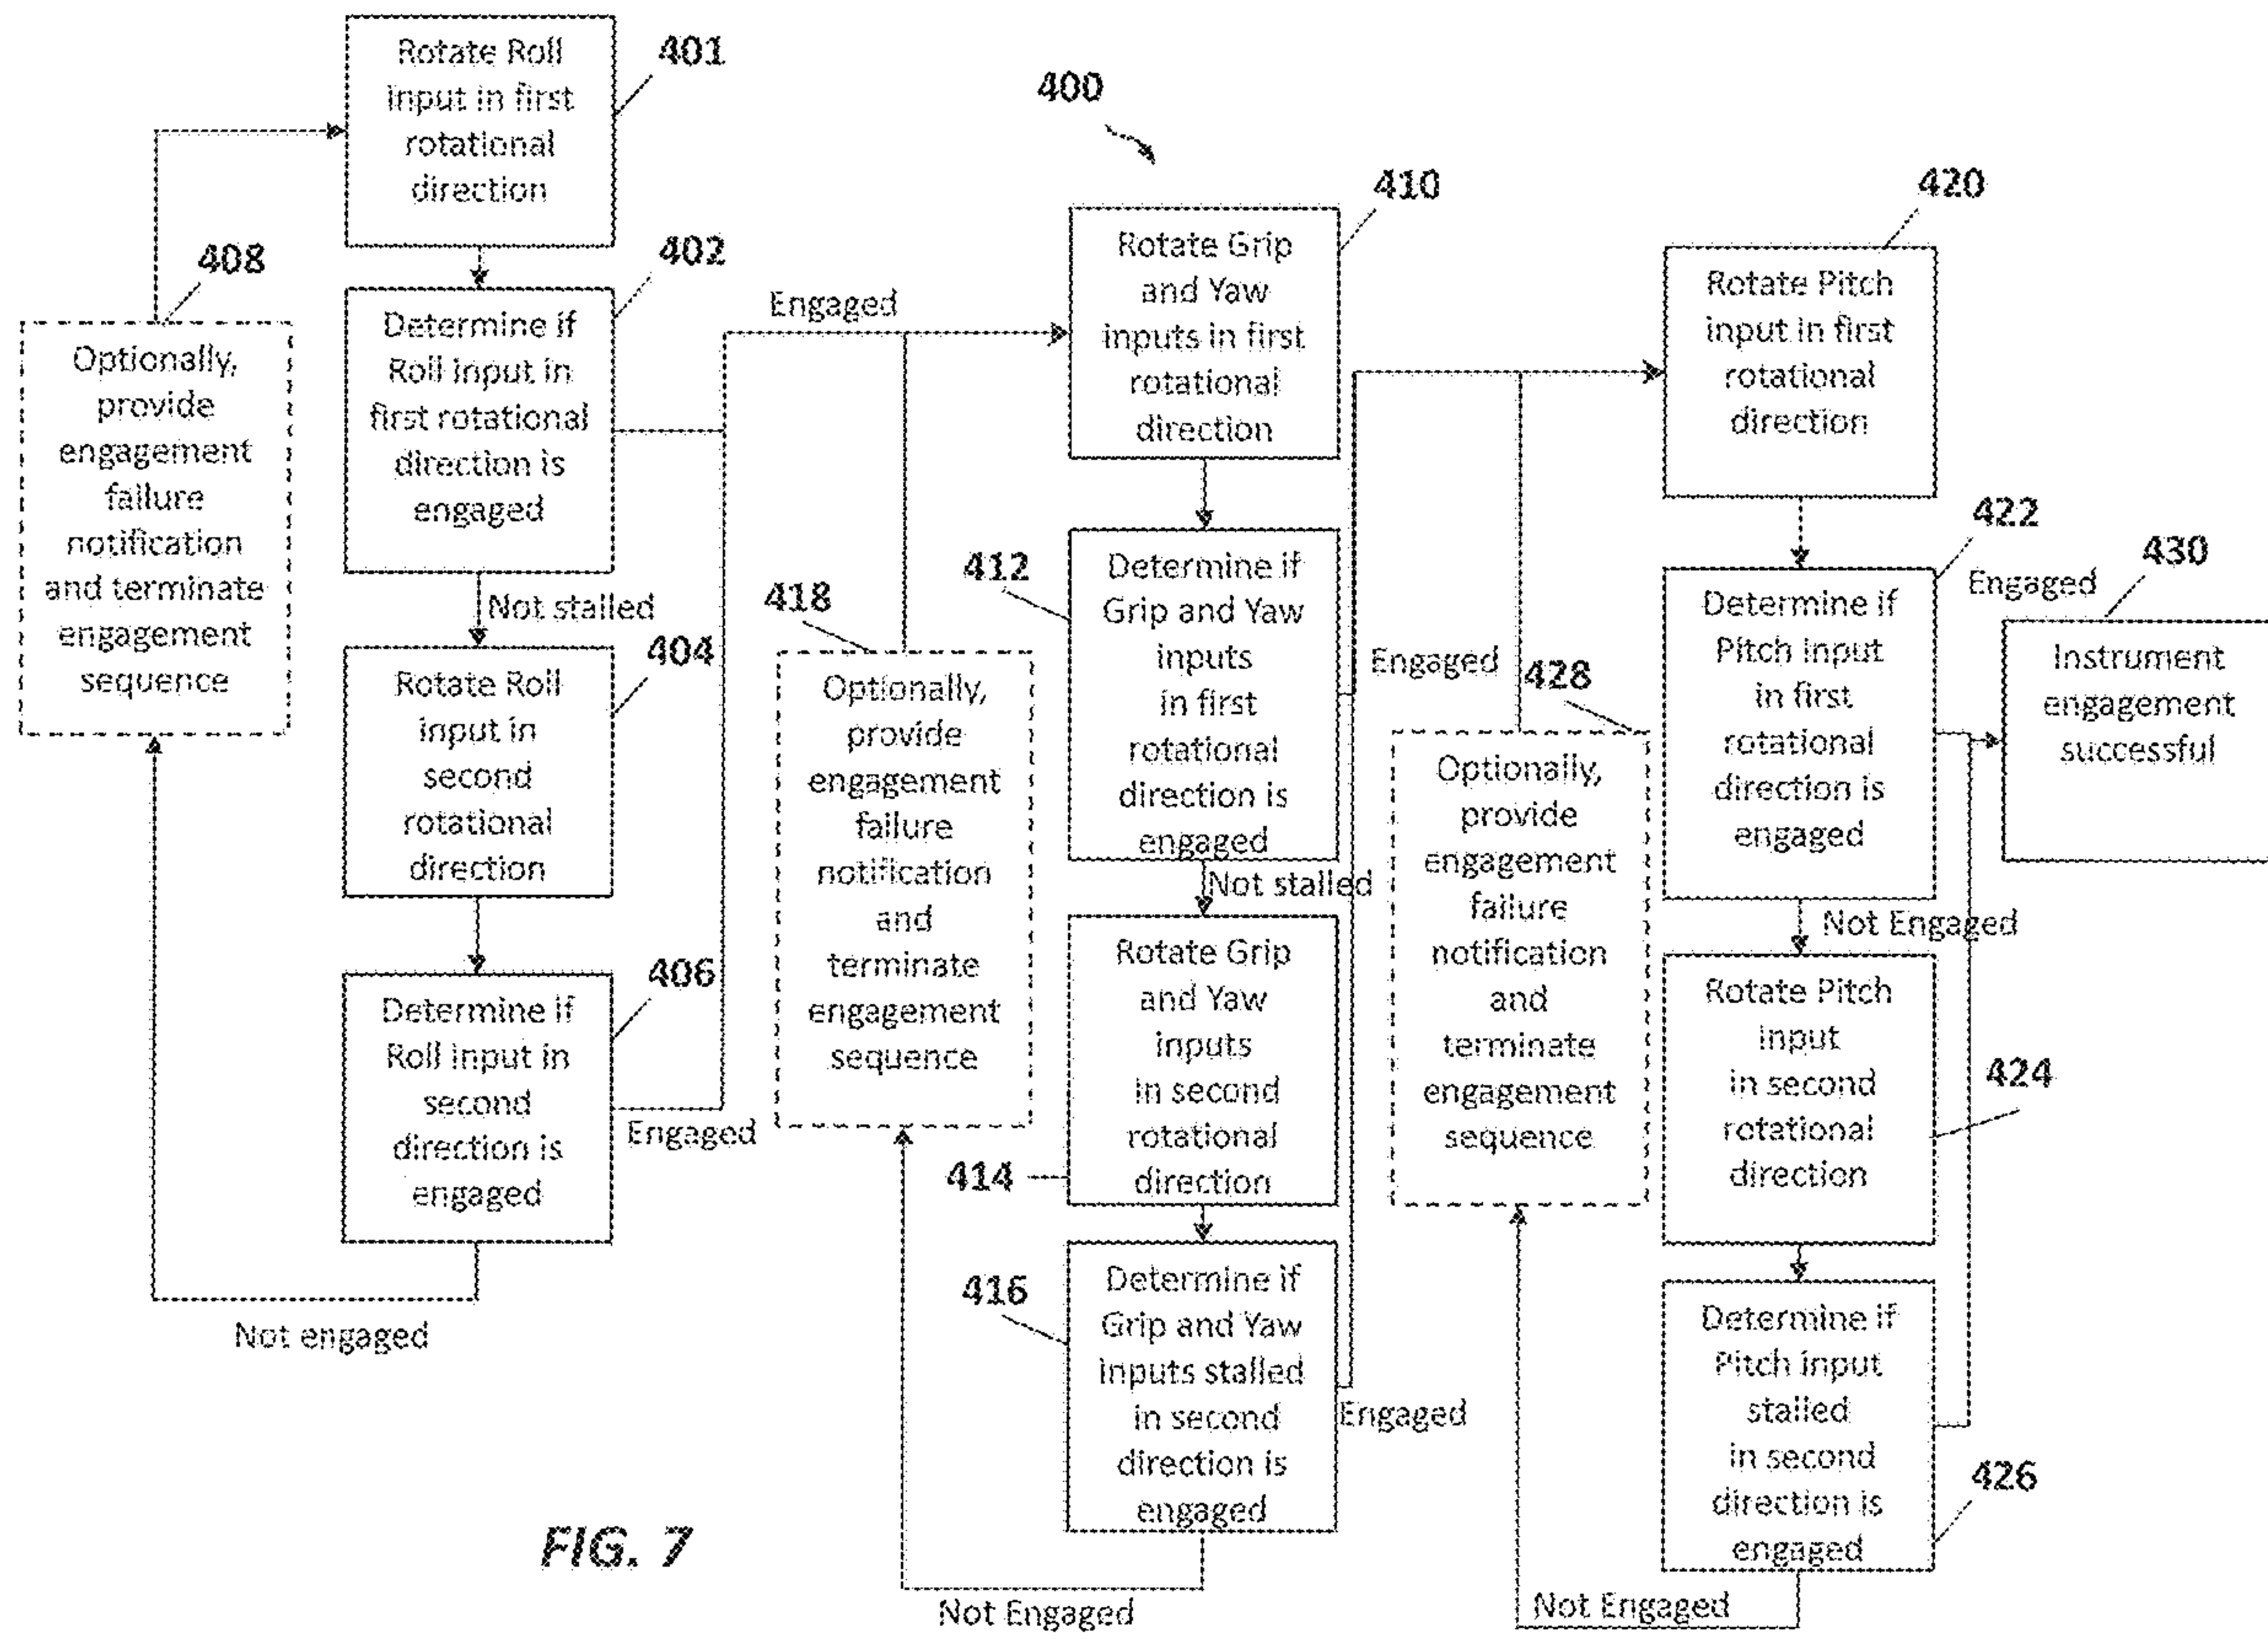 Rotate Roll
input in first
rotational
direction
401
400
408
Optionally,
provide
engagement
failure
notification
and terminate
engagement
sequence
402
Determine if
Roll input in
first rotational
direction is
engaged
Engaged
Not stalled
404
Rotate Roll
input in
second
rotational
direction
406
Determine if
Roll input in
second
direction is
engaged
Engaged
Not engaged
410
Rotate Grip
and Yaw
inputs in first
rotational
direction
412
Determine if
Grip and Yaw
inputs
in first
rotational
direction is
engaged
Engaged
418
Optionally,
provide
engagement
failure
notification
and
terminate
engagement
sequence
Not stalled
414
Rotate Grip
and Yaw
inputs
in second
rotational
direction
416
Determine if
Grip and Yaw
inputs stalled
in second
direction is
engaged
Engaged
Not Engaged
420
Rotate Pitch
input in first
rotational
direction
422
Determine if
Pitch input
in first
rotational
direction is
engaged
Engaged
430
Instrument
engagement
successful
428
Optionally,
provide
engagement
failure
notification
and
terminate
engagement
sequence
Not Engaged
424
Rotate Pitch
input
in second
rotational
direction
426
Determine if
Pitch input
stalled
in second
direction is
engaged
Not Engaged
FIG. 7